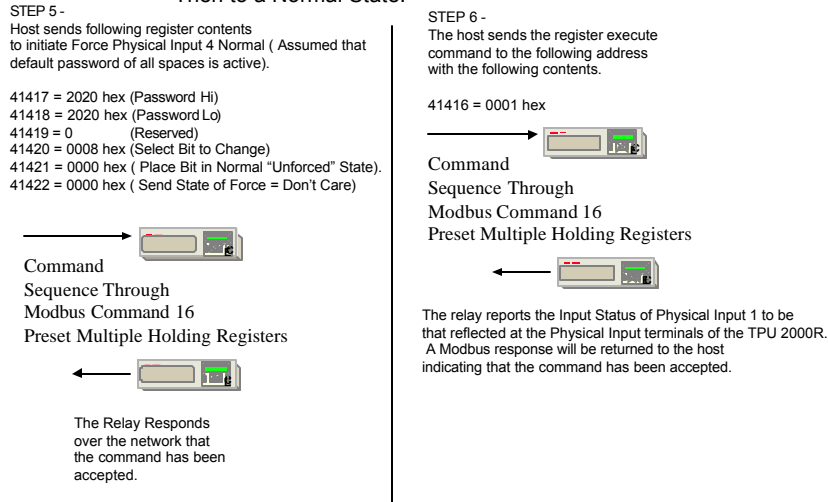 Then to a Normal State.
STEP 5 -
Host sends following register contents
to initiate Force Physical Input 4 Normal ( Assumed that
default password of all spaces is active).
41417 = 2020 hex (Password Hi)
41418 = 2020 hex (Password Lo)
41419 = 0 (Reserved)
41420 = 0008 hex (Select Bit to Change)
41421 = 0000 hex ( Place Bit in Normal “Unforced” State).
41422 = 0000 hex ( Send State of Force = Don’t Care)
Command
Sequence Through
Modbus Command 16
Preset Multiple Holding Registers
The Relay Responds
over the network that
the command has been
accepted.
STEP 6 -
The host sends the register execute
command to the following address
with the following contents.
41416 = 0001 hex
Command
Sequence Through
Modbus Command 16
Preset Multiple Holding Registers
The relay reports the Input Status of Physical Input 1 to be
that reflected at the Physical Input terminals of the TPU 2000R.
A Modbus response will be returned to the host
indicating that the command has been accepted.